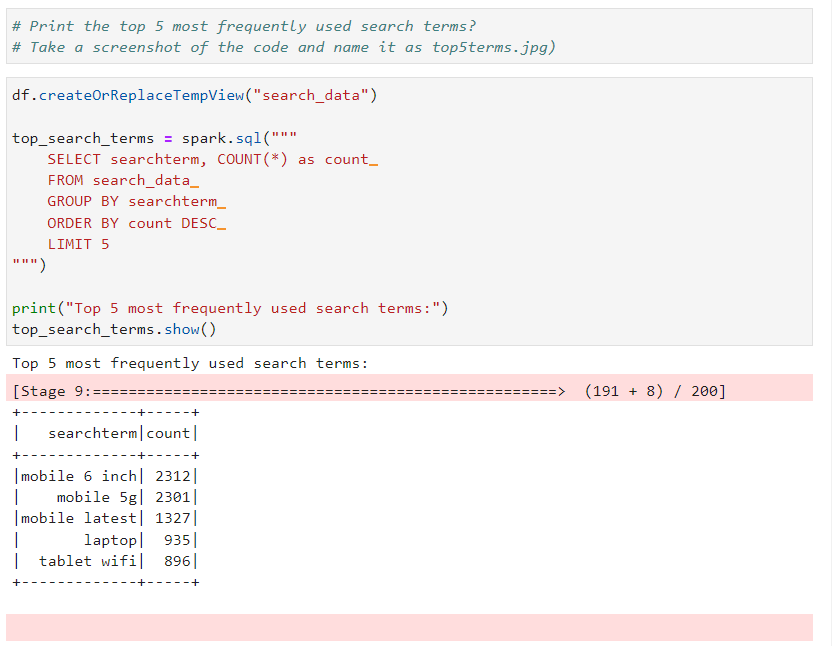 # Print the top 5 most frequently used search terms?
# Take a screenshot of the code and name it as top5terms.jpg)
df.createOrReplaceTempView("search_data")
top_search_terms = spark.sql("""
    SELECT searchterm, COUNT(*) as count_
    FROM search_data_
    GROUP BY searchterm_
    ORDER BY count DESC_
    LIMIT 5
""")
print("Top 5 most frequently used search terms:")
top_search_terms.show()
Top 5 most frequently used search terms:
[Stage 9:====================================================>  (191 + 8) / 200]
+-------------+-----+
|   searchterm|count|
+-------------+-----+
|mobile 6 inch| 2312|
|    mobile 5g| 2301|
|mobile latest| 1327|
|       laptop|  935|
|  tablet wifi|  896|
+-------------+-----+